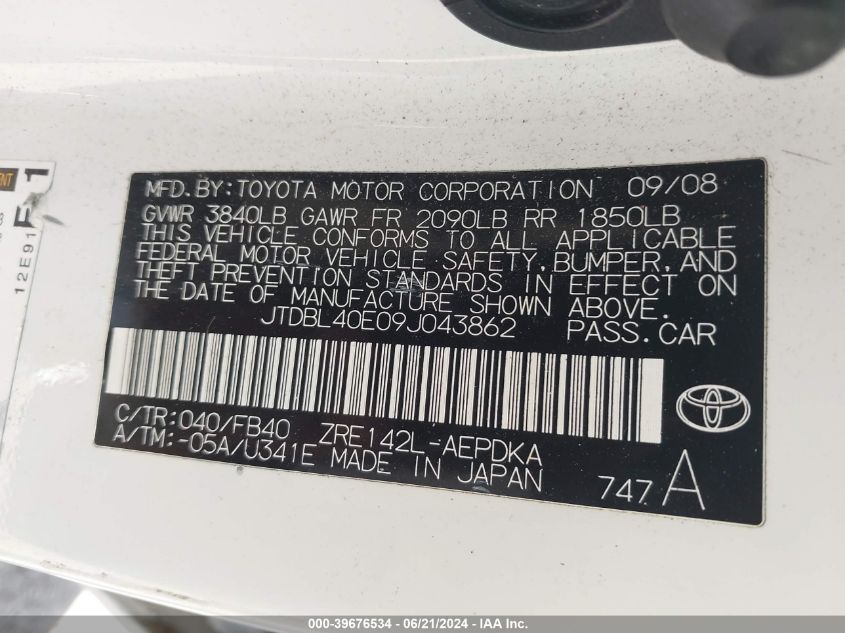 MFD.BY:TOYOTA MOTOR CORPORATION 09/08
GVWR 3840LB GAWR FR 2090LB RR 1850LB
THIS VEHICLE CONFORMS TO ALL APPLICABLE
FEDERAL MOTOR VEHICLE SAFETY, BUMPER, AND
THEFT PREVENTION STANDARDS IN EFFECT ON
THE DATE OF MANUFACTURE SHOWN ABOVE.
JTDBL40E09J043862 PASS.CAR
C/TR:040/FB40 ZRE142L-AEPDKA
A/TM:-05A/U341E MADE IN JAPAN
747 A
12E91
F 1
000-39676534 - 06/21/2024 - IAA Inc.